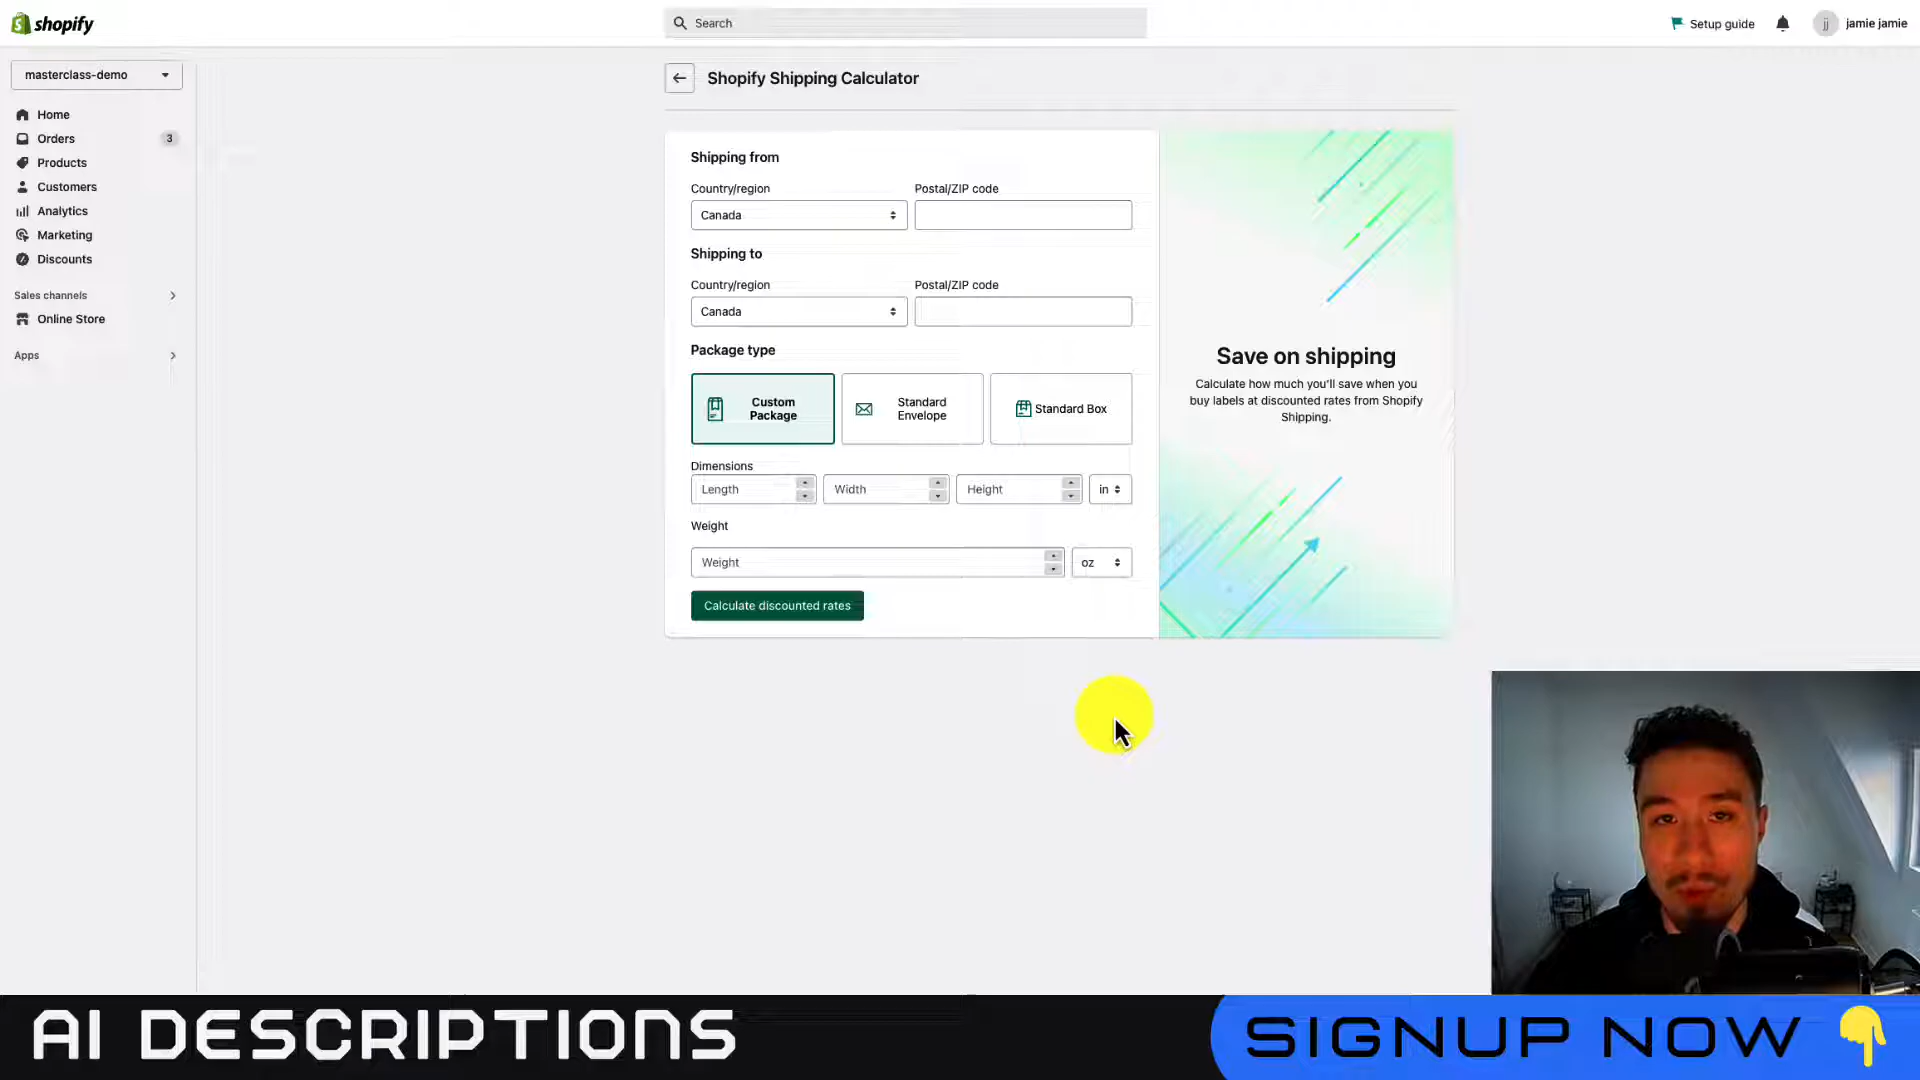 shopify
Search
Setup guide
jj
jamie jamie
masterclass-demo
Shopify Shipping Calculator
Home
Orders
3
Products
Customers
Analytics
Marketing
Discounts
Sales channels
Online Store
Apps
Shipping from
Country/region
Postal/ZIP code
Canada
Shipping to
Country/region
Postal/ZIP code
Canada
Package type
Custom
Package
Standard
Envelope
Standard Box
Dimensions
Length
Width
Height
in
Weight
Weight
oz
Calculate discounted rates
Save on shipping
Calculate how much you'll save when you
buy labels at discounted rates from Shopify
Shipping.
AI DESCRIPTIONS
SIGNUP NOW